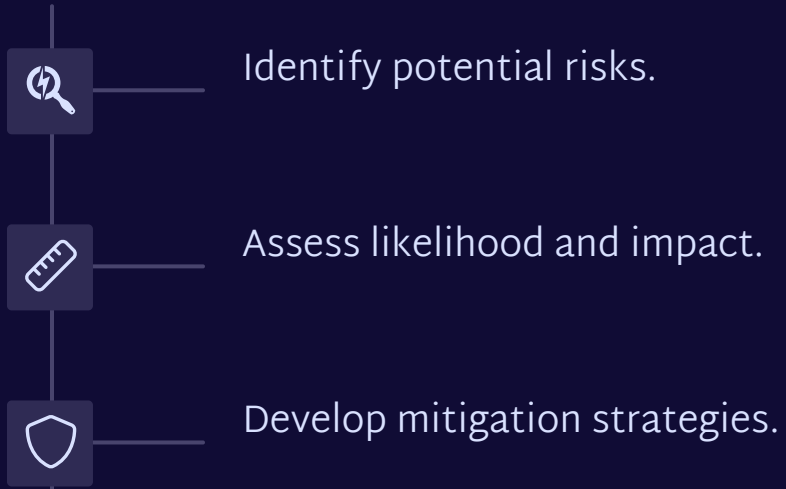 Identify potential risks.
Assess likelihood and impact.
Develop mitigation strategies.